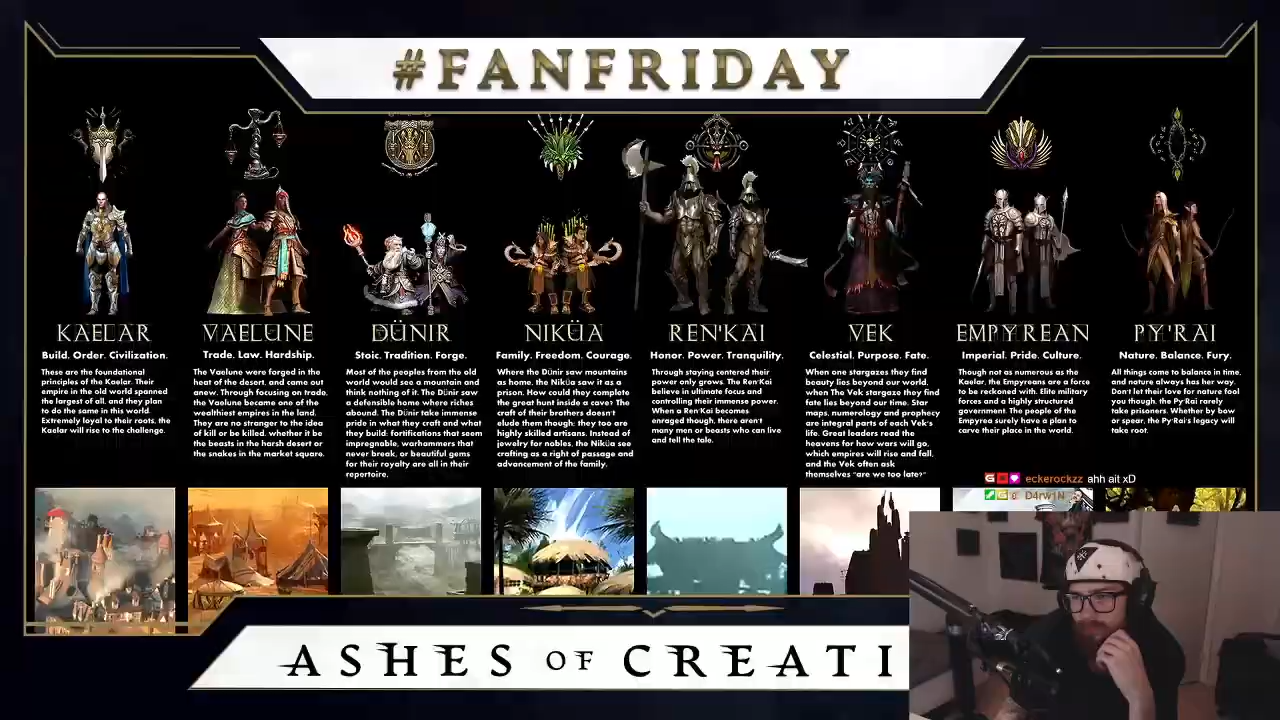 #FANFRIDAY
KAELAR
Build. Order. Civilization.
These are the foundational
principles of the Kaelar. Their
empire in the old world spanned
the largest of all, and they plan
to do the same in this world.
Extremely loyal to their roots, the
Kaelar will rise to the challenge.
VAELUNE
Trade. Law. Hardship.
The Vaelune were forged in the
heat of the desert, and came out
anew. Through focusing on trade,
the Vaelune became one of the
wealthiest empires in the land.
They are no stranger to the idea
of kill or be killed, whether it be
the beasts in the harsh desert or
the snakes in the market square.
DÜNIR
Stoic. Tradition. Forge.
Most of the peoples from the old
world would see a mountain and
think nothing of it. The Dünir saw
a defensible home where riches
abound. The Dünir take immense
pride in what they craft and what
they build: fortifications that seem
impregnable, warhammers that
never break, or beautiful gems
for their royalty are all in their
repertoire.
NIKÜA
Family. Freedom. Courage.
Where the Dünir saw mountains
as home, the Niküa saw it as a
prison. How could they complete
the great hunt inside a cave? The
craft of their brothers doesn't
elude them though; they too are
highly skilled artisans. Instead of
jewelry for nobles, the Niküa see
crafting as a right of passage and
advancement of the family.
REN'KAI
Honor. Power. Tranquility.
Through staying centered their
power only grows. The Ren'Kai
believe in ultimate focus and
controlling their immense power.
When a Ren'Kai becomes
enraged though, there aren't
many men or beasts who can live
and tell the tale.
VEK
Celestial. Purpose. Fate.
When one stargazes they find
beauty lies beyond our world,
when The Vek stargaze they find
fate lies beyond our time. Star
maps, numerology and prophecy
are integral parts of each Vek's
life. Great leaders read the
heavens for how wars will go,
which empires will rise and fall,
and the Vek often ask
themselves "are we too late?"
EMPYREAN
Imperial. Pride. Culture.
Though not as numerous as the
Kaelar, the Empyreans are a force
to be reckoned with. Elite military
forces and a highly structured
government. The people of the
Empyrea surely have a plan to
carve their place in the world.
PY'RAI
Nature. Balance. Fury.
All things come to balance in time,
and nature always has her way.
Don't let their love for nature fool
you though, the Py'Rai rarely
take prisoners. Whether by bow
or spear, the Py'Rai's legacy will
take root.
eckerockzz ahh ait xD
D4rw1N
ASHES OF CREATI